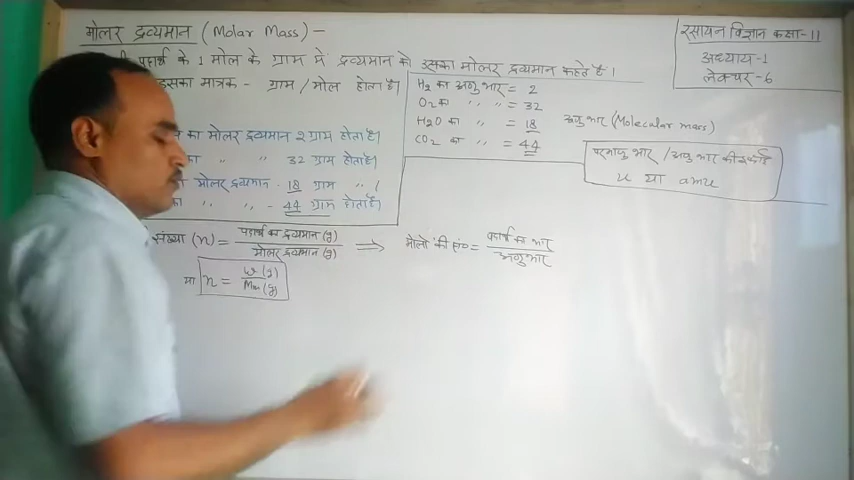 मोलर द्रव्यमान (Molar Mass) –
रसायन विज्ञान कक्षा-11
अध्याय-1
लेक्चर-6
पदार्थ के 1 मोल के ग्राम में द्रव्यमान को इसका मोलर द्रव्यमान कहते हैं।
इसका मात्रक - ग्राम/मोल होता है।
H2 का अणुभार = 2
O2 का " " = 32
H2O का " = 18 अणुभार (Molecular mass)
CO2 का " = 44
परमाणु भार / अणु भार की इकाई
u या amu
का मोलर द्रव्यमान 2 ग्राम होता है।
का " " 32 ग्राम होता है।
मोलर द्रव्यमान - 18 ग्राम " /
का " " - 44 ग्राम होता है।
संख्या (n) = पदार्थ का द्रव्यमान (g) / मोलर द्रव्यमान (g) ⟹ मोलों की सं० = का भार / अणुभार
या n = W(g) / Mm(g)